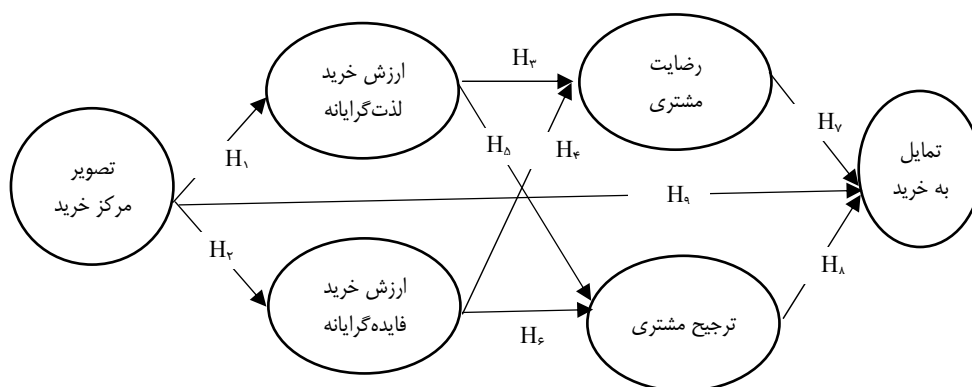 تصویر
مرکز خرید
H۱
H۲
ارزش خرید
لذت‌گرایانه
ارزش خرید
فایده‌گرایانه
H۳
H۴
H۵
H۶
رضایت
مشتری
ترجیح مشتری
H۷
H۸
H۹
تمایل
به خرید